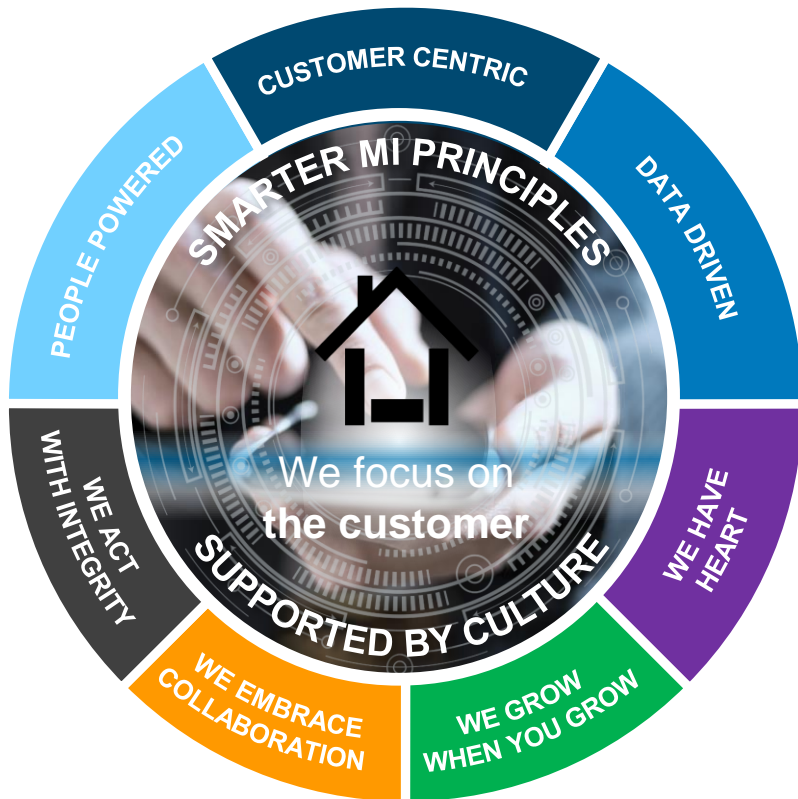 CUSTOMER CENTRIC
PEOPLE POWERED
DATA DRIVEN
SMARTER MI PRINCIPLES
We focus on
the customer
SUPPORTED BY CULTURE
WE ACT
WITH INTEGRITY
WE HAVE
HEART
WE EMBRACE
COLLABORATION
WE GROW
WHEN YOU GROW